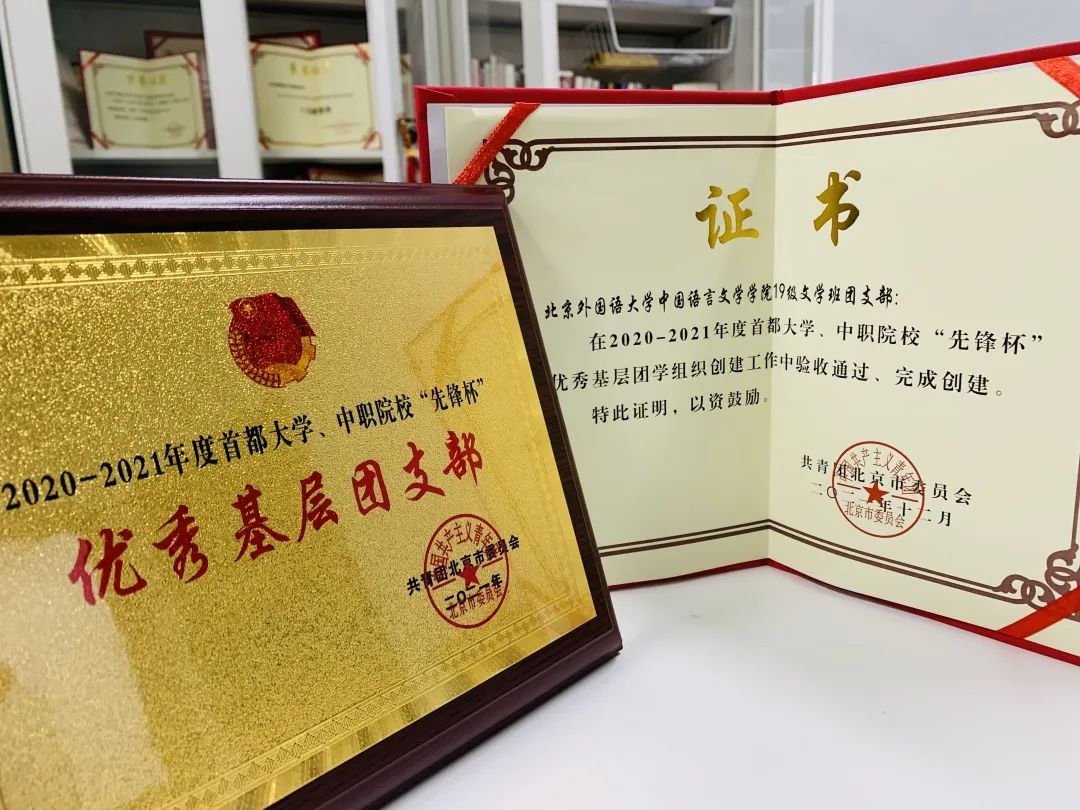 2020-2021年度首都大学、中职院校“先锋杯”
优秀基层团支部
共青团北京市委员会
二〇二一年
证书
北京外国语大学中国语言文学学院19级文学班团支部:
在2020-2021年度首都大学、中职院校“先锋杯”
优秀基层团学组织创建工作中验收通过、完成创建。
特此证明，以资鼓励。
共青团北京市委员会
二〇二一年十二月
北京市委员会